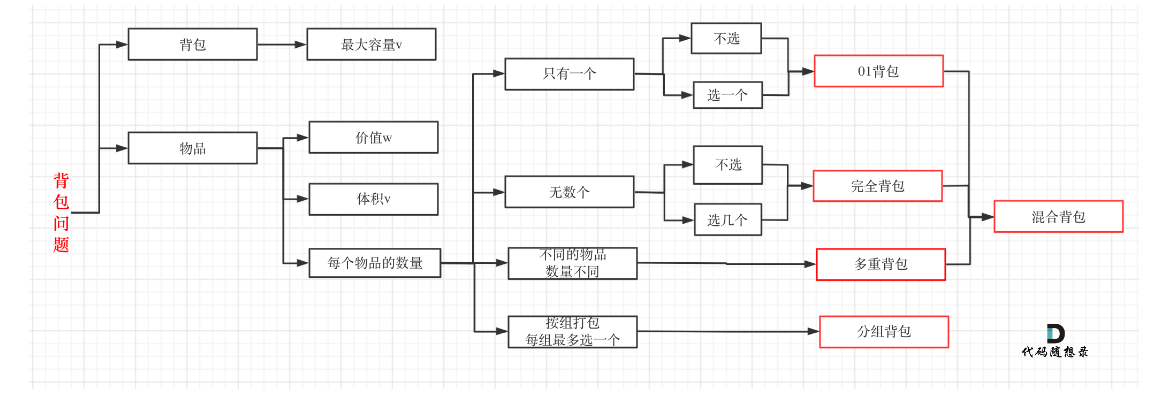 背包问题
背包
最大容量v
物品
价值w
体积v
每个物品的数量
只有一个
不选
选一个
01背包
无数个
不选
选几个
完全背包
不同的物品
数量不同
多重背包
混合背包
按组打包
每组最多选一个
分组背包
代码随想录